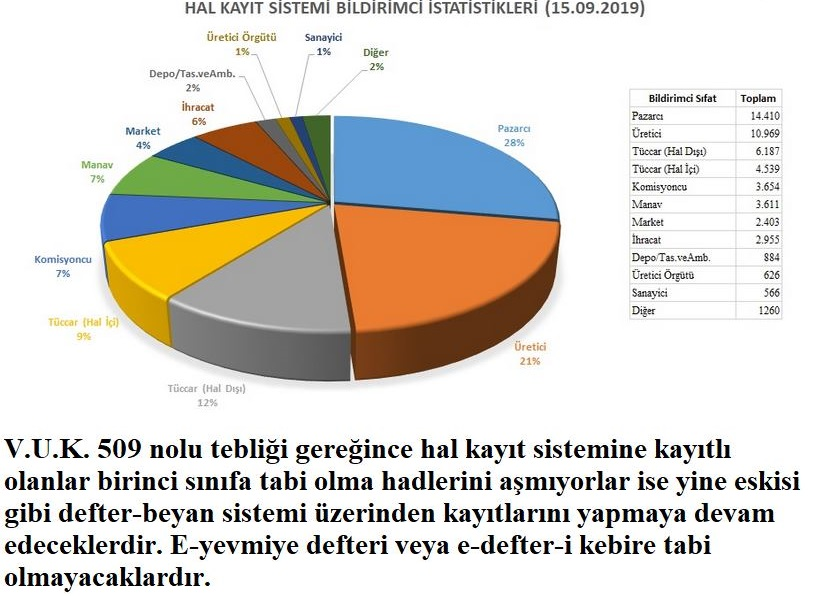 HAL KAYIT SİSTEMİ BİLDİRİMCİ İSTATİSTİKLERİ (15.09.2019)
Üretici Örgütü
1%
Sanayici
1%
Diğer
2%
Depo/Tas.veAmb.
2%
İhracat
6%
Market
4%
Manav
7%
Komisyoncu
7%
Tüccar (Hal İçi)
9%
Tüccar (Hal Dışı)
12%
Üretici
21%
Pazarcı
28%
Bildirimci Sıfat Toplam
Pazarcı 14.410
Üretici 10.969
Tüccar (Hal Dışı) 6.187
Tüccar (Hal İçi) 4.539
Komisyoncu 3.654
Manav 3.611
Market 2.403
İhracat 2.955
Depo/Tas.veAmb. 884
Üretici Örgütü 626
Sanayici 566
Diğer 1260
V.U.K. 509 nolu tebliği gereğince hal kayıt sistemine kayıtlı
olanlar birinci sınıfa tabi olma hadlerini aşmıyorlar ise yine eskisi
gibi defter-beyan sistemi üzerinden kayıtlarını yapmaya devam
edeceklerdir. E-yevmiye defteri veya e-defter-i kebire tabi
olmayacaklardır.